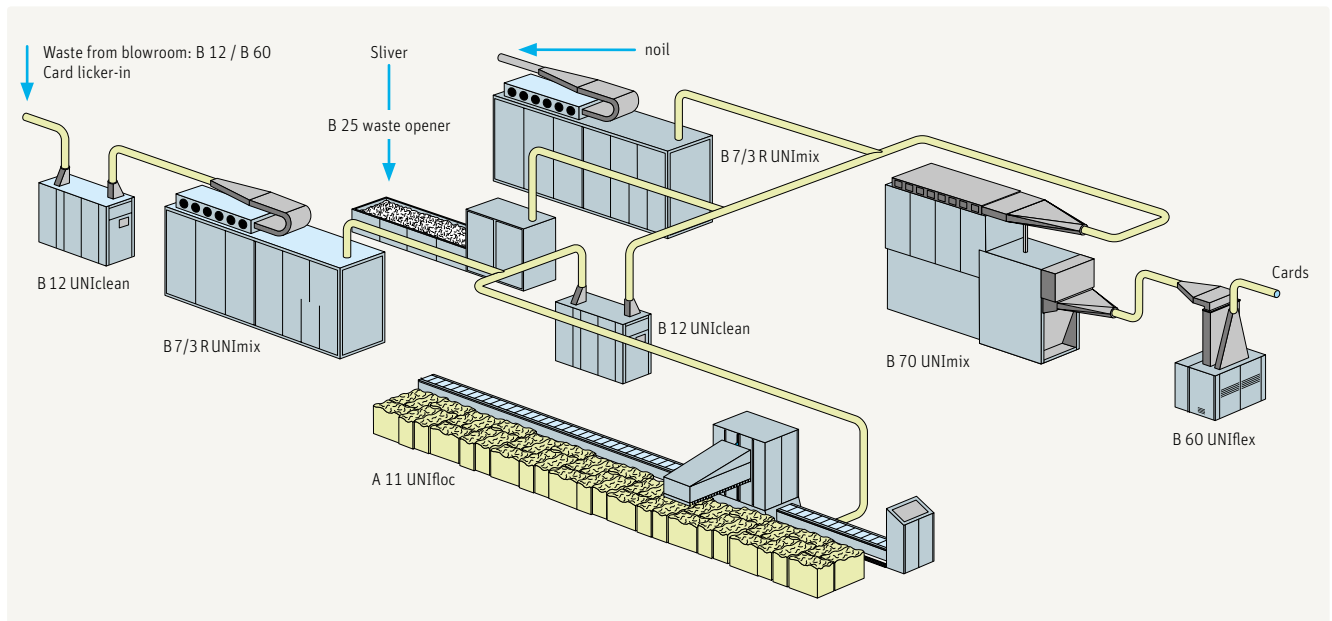 Waste from blowroom: B 12 / B 60
Card licker-in
Sliver
noil
B 25 waste opener
B 7/3 R UNImix
B 12 UNIclean
B 7/3 R UNImix
B 12 UNIclean
B 70 UNImix
Cards
B 60 UNIflex
A 11 UNIfloc